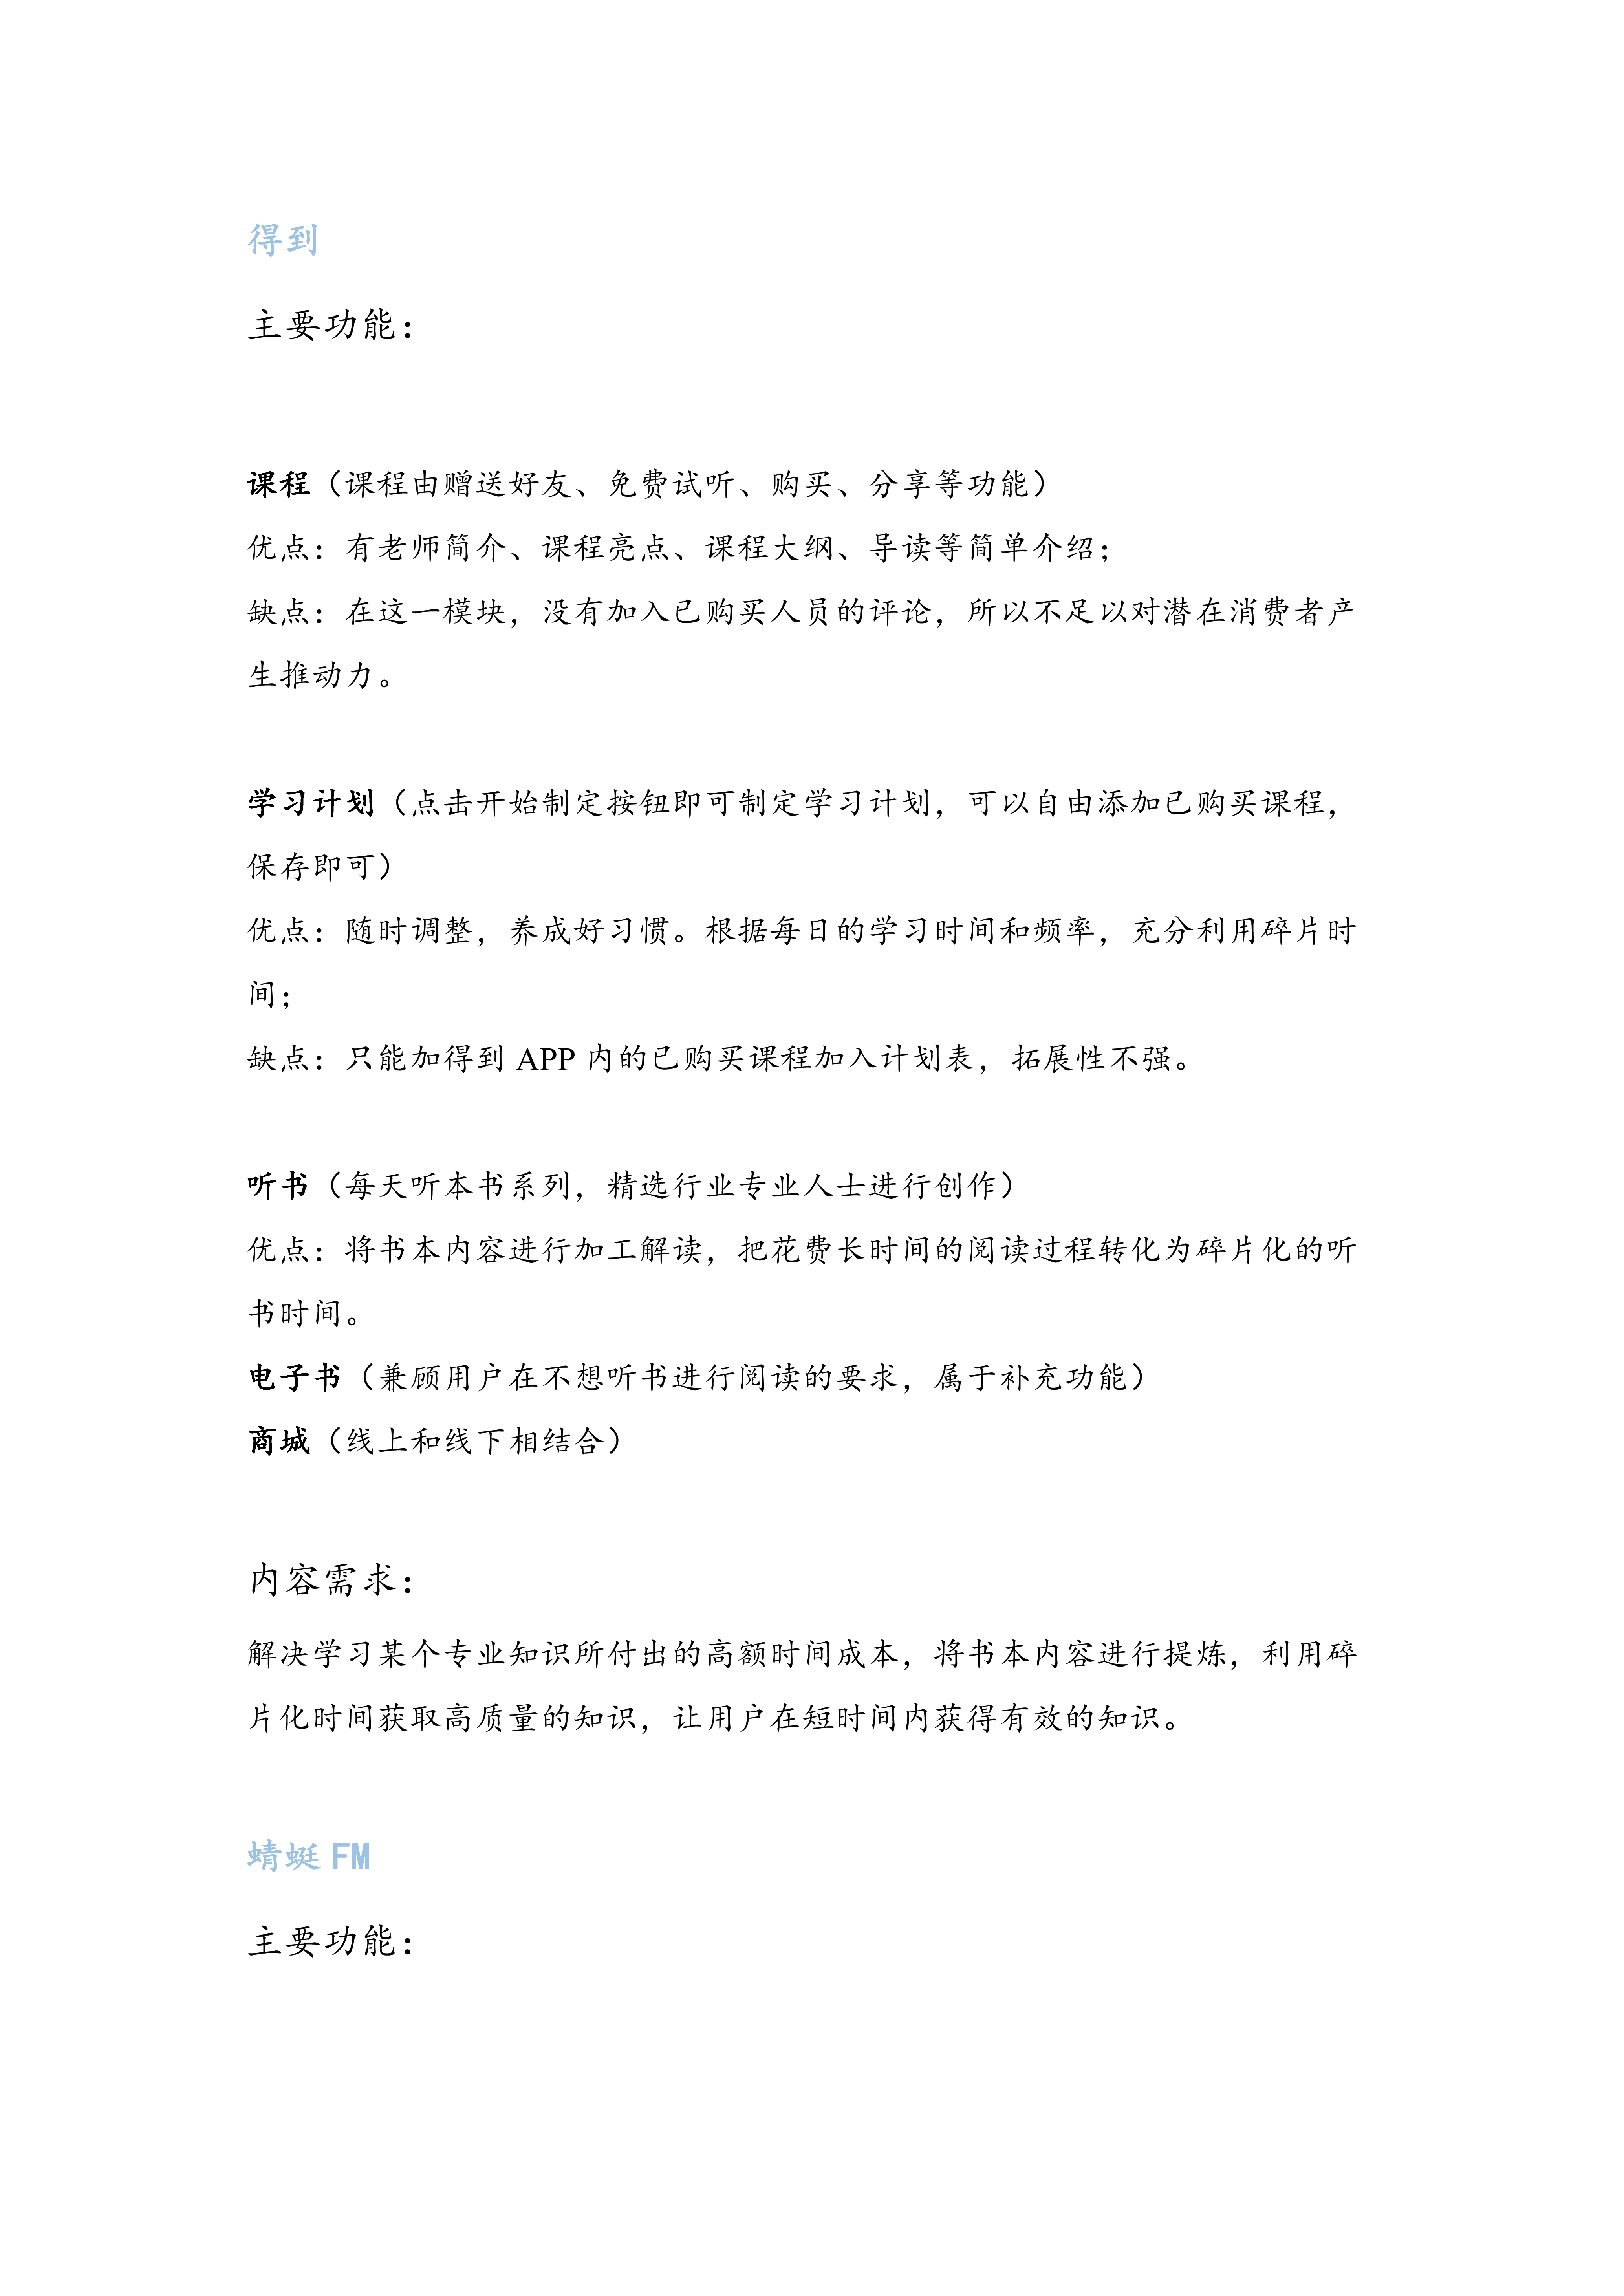 得到
主要功能：
课程（课程由赠送好友、免费试听、购买、分享等功能）
优点：有老师简介、课程亮点、课程大纲、导读等简单介绍；
缺点：在这一模块，没有加入已购买人员的评论，所以不足以对潜在消费者产
生推动力。
学习计划（点击开始制定按钮即可制定学习计划，可以自由添加已购买课程，
保存即可）
优点：随时调整，养成好习惯。根据每日的学习时间和频率，充分利用碎片时
间；
缺点：只能加得到 APP 内的已购买课程加入计划表，拓展性不强。
听书（每天听本书系列，精选行业专业人士进行创作）
优点：将书本内容进行加工解读，把花费长时间的阅读过程转化为碎片化的听
书时间。
电子书（兼顾用户在不想听书进行阅读的要求，属于补充功能）
商城（线上和线下相结合）
内容需求：
解决学习某个专业知识所付出的高额时间成本，将书本内容进行提炼，利用碎
片化时间获取高质量的知识，让用户在短时间内获得有效的知识。
蜻蜓 FM
主要功能：